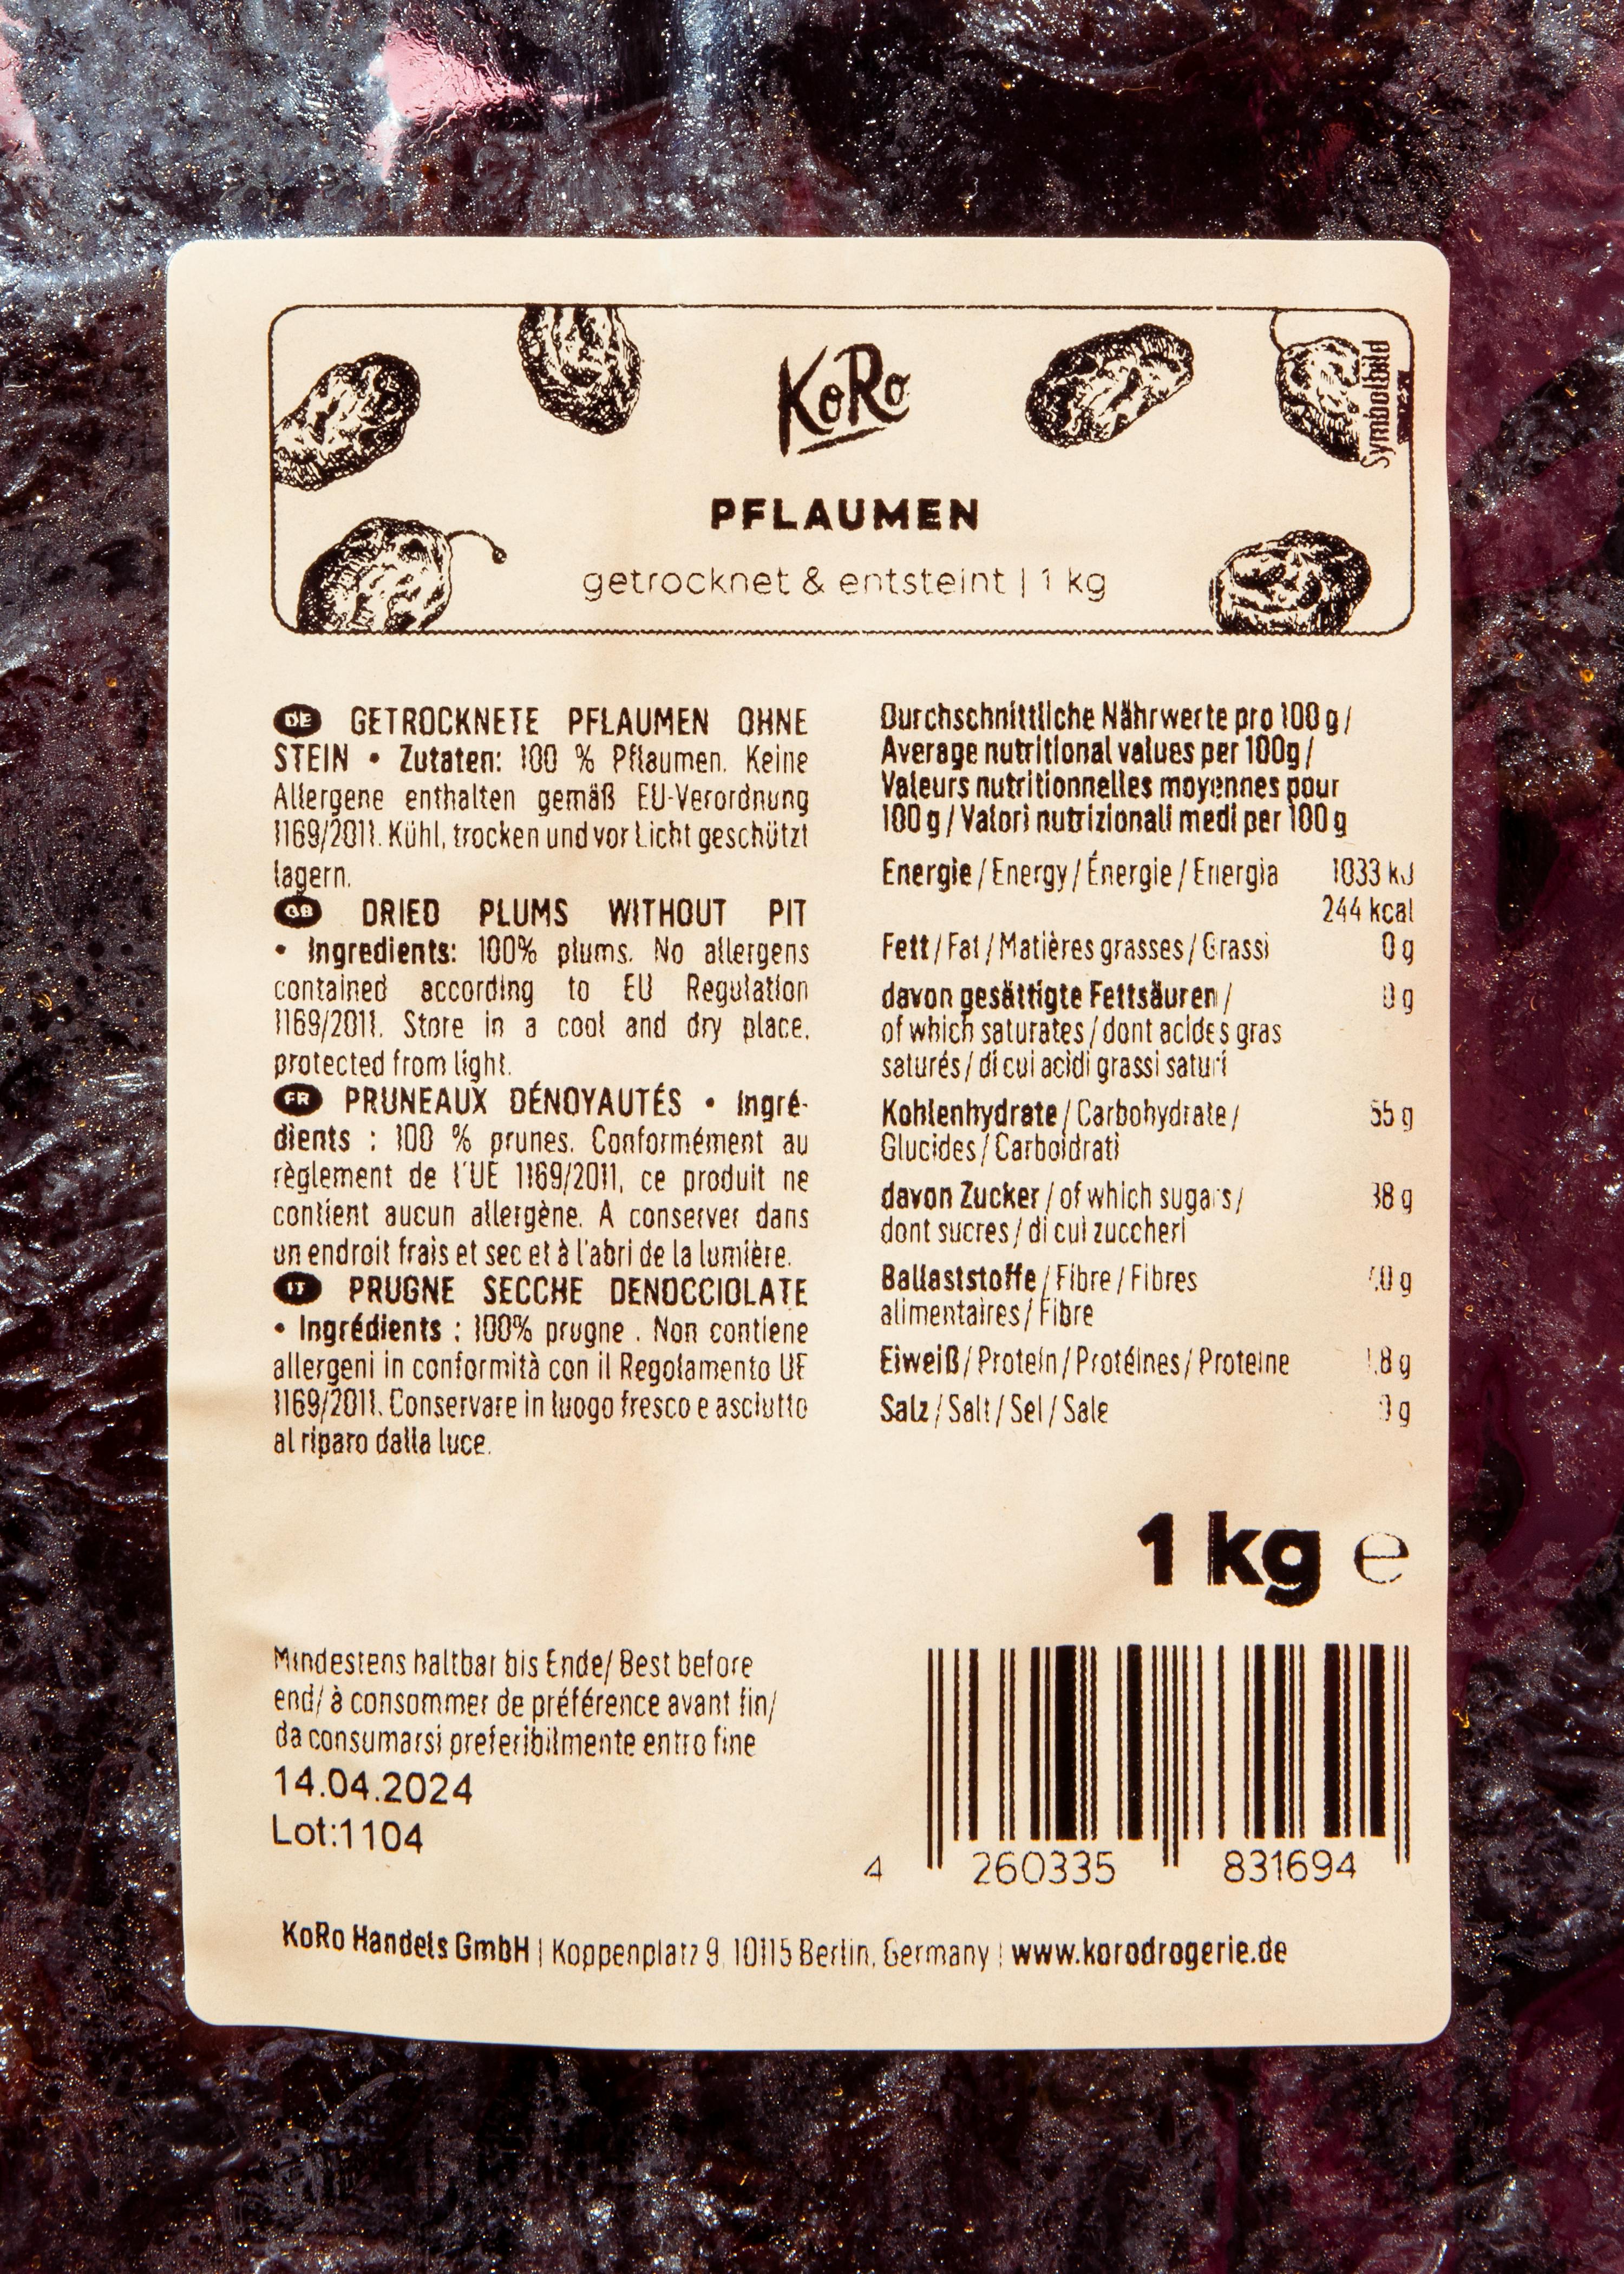 KoRo
Symbolbild
PFLAUMEN
getrocknet & entsteint | 1 kg
DE GETROCKNETE PFLAUMEN OHNE
STEIN • Zutaten: 100 % Pflaumen. Keine
Allergene enthalten gemäß EU-Verordnung
1169/2011. Kühl, trocken und vor Licht geschützt
lagern.
GB DRIED PLUMS WITHOUT PIT
• Ingredients: 100% plums. No allergens
contained according to EU Regulation
1169/2011. Store in a cool and dry place,
protected from light.
FR PRUNEAUX DÉNOYAUTÉS • Ingré-
dients : 100 % prunes. Conformément au
règlement de l'UE 1169/2011, ce produit ne
contient aucun allergène. A conserver dans
un endroit frais et sec et à l'abri de la lumière.
IT PRUGNE SECCHE DENOCCIOLATE
• Ingrédients : 100% prugne . Non contiene
allergeni in conformità con il Regolamento UE
1169/2011. Conservare in luogo fresco e asciutto
al riparo dalla luce.
Durchschnittliche Nährwerte pro 100 g /
Average nutritional values per 100g /
Valeurs nutritionnelles moyennes pour
100 g / Valori nutrizionali medi per 100 g
Energie / Energy / Énergie / Energia 1033 kJ
244 kcal
Fett / Fat / Matières grasses / Grassi 0 g
davon gesättigte Fettsäuren / 0 g
of which saturates / dont acides gras
saturés / di cui acidi grassi saturi
Kohlenhydrate / Carbohydrate / 55 g
Glucides / Carboidrati
davon Zucker / of which sugars / 38 g
dont sucres / di cui zuccheri
Ballaststoffe / Fibre / Fibres g
alimentaires / Fibre
Eiweiß / Protein / Protéines / Proteine g
Salz / Salt / Sel / Sale g
1 kg e
Mindestens haltbar bis Ende/ Best before
end/ à consommer de préférence avant fin/
da consumarsi preferibilmente entro fine
14.04.2024
Lot:1104
4 260335 831694
KoRo Handels GmbH | Koppenplatz 9, 10115 Berlin, Germany | www.korodrogerie.de